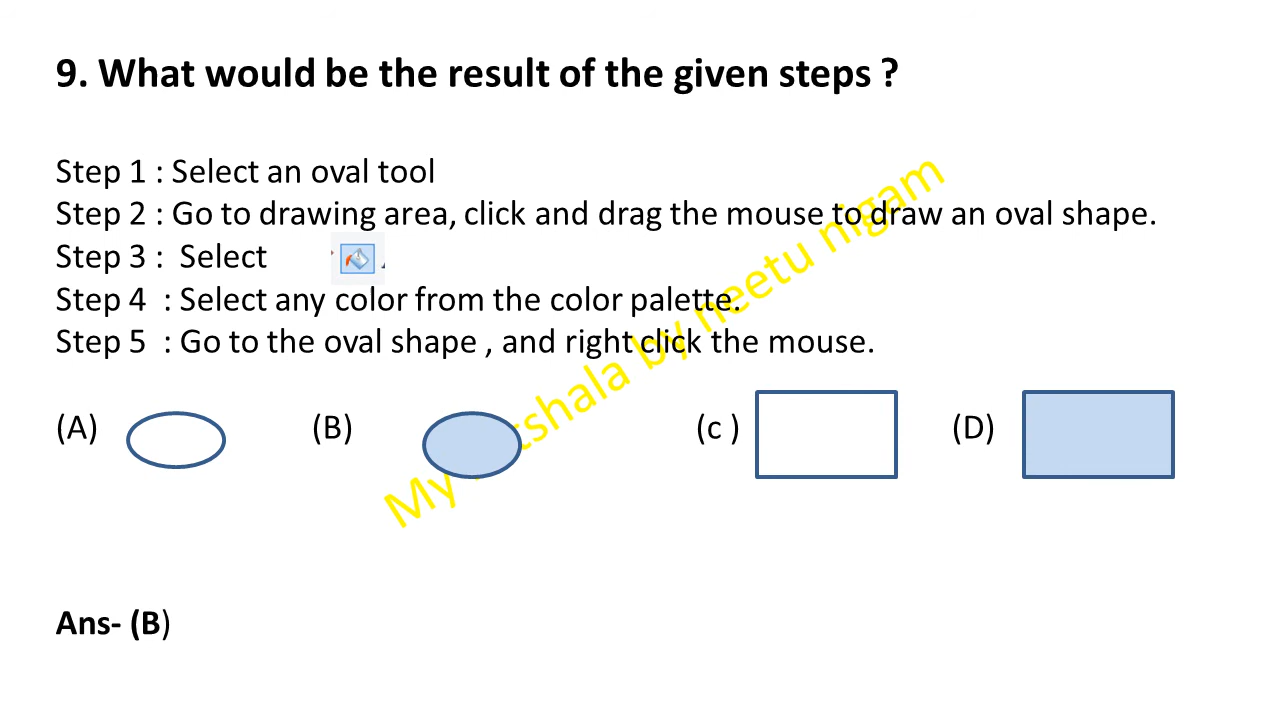 9. What would be the result of the given steps ?
Step 1 : Select an oval tool
Step 2 : Go to drawing area, click and drag the mouse to draw an oval shape.
Step 3 : Select
Step 4 : Select any color from the color palette.
Step 5 : Go to the oval shape , and right click the mouse.
(A) (B) (c ) (D)
My by neetu nigam
Ans- (B)